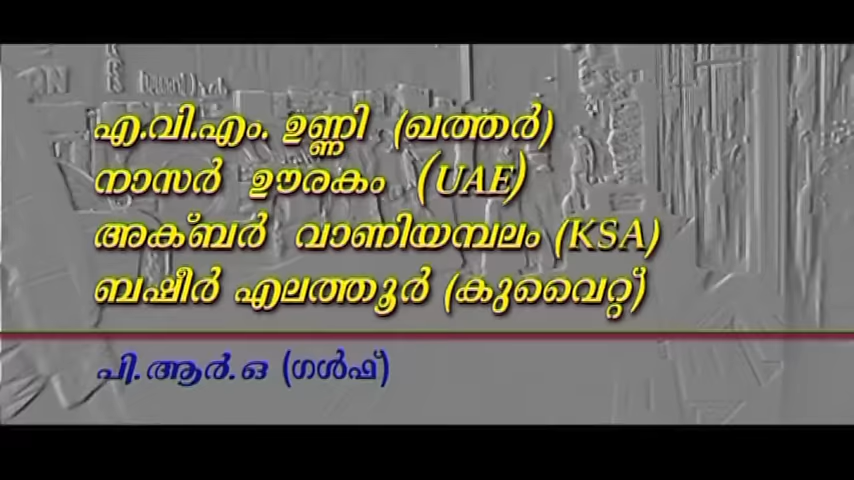 എ.വി.എം. ഉണ്ണി (ഖത്തർ)
നാസർ ഊരകം (UAE)
അക്ബർ വാണിയമ്പലം (KSA)
ബഷീർ എലത്തൂർ (കുവൈറ്റ്)
പി.ആർ.ഒ (ഗൾഫ്)